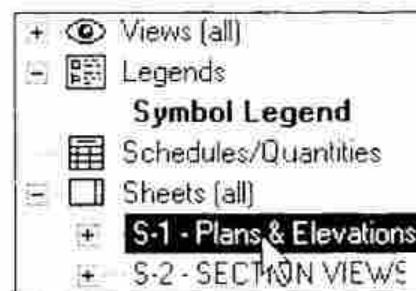 Views (all)
Legends
Symbol Legend
Schedules/Quantities
Sheets (all)
S-1 - Plans & Elevations
S-2 - SECTION VIEWS